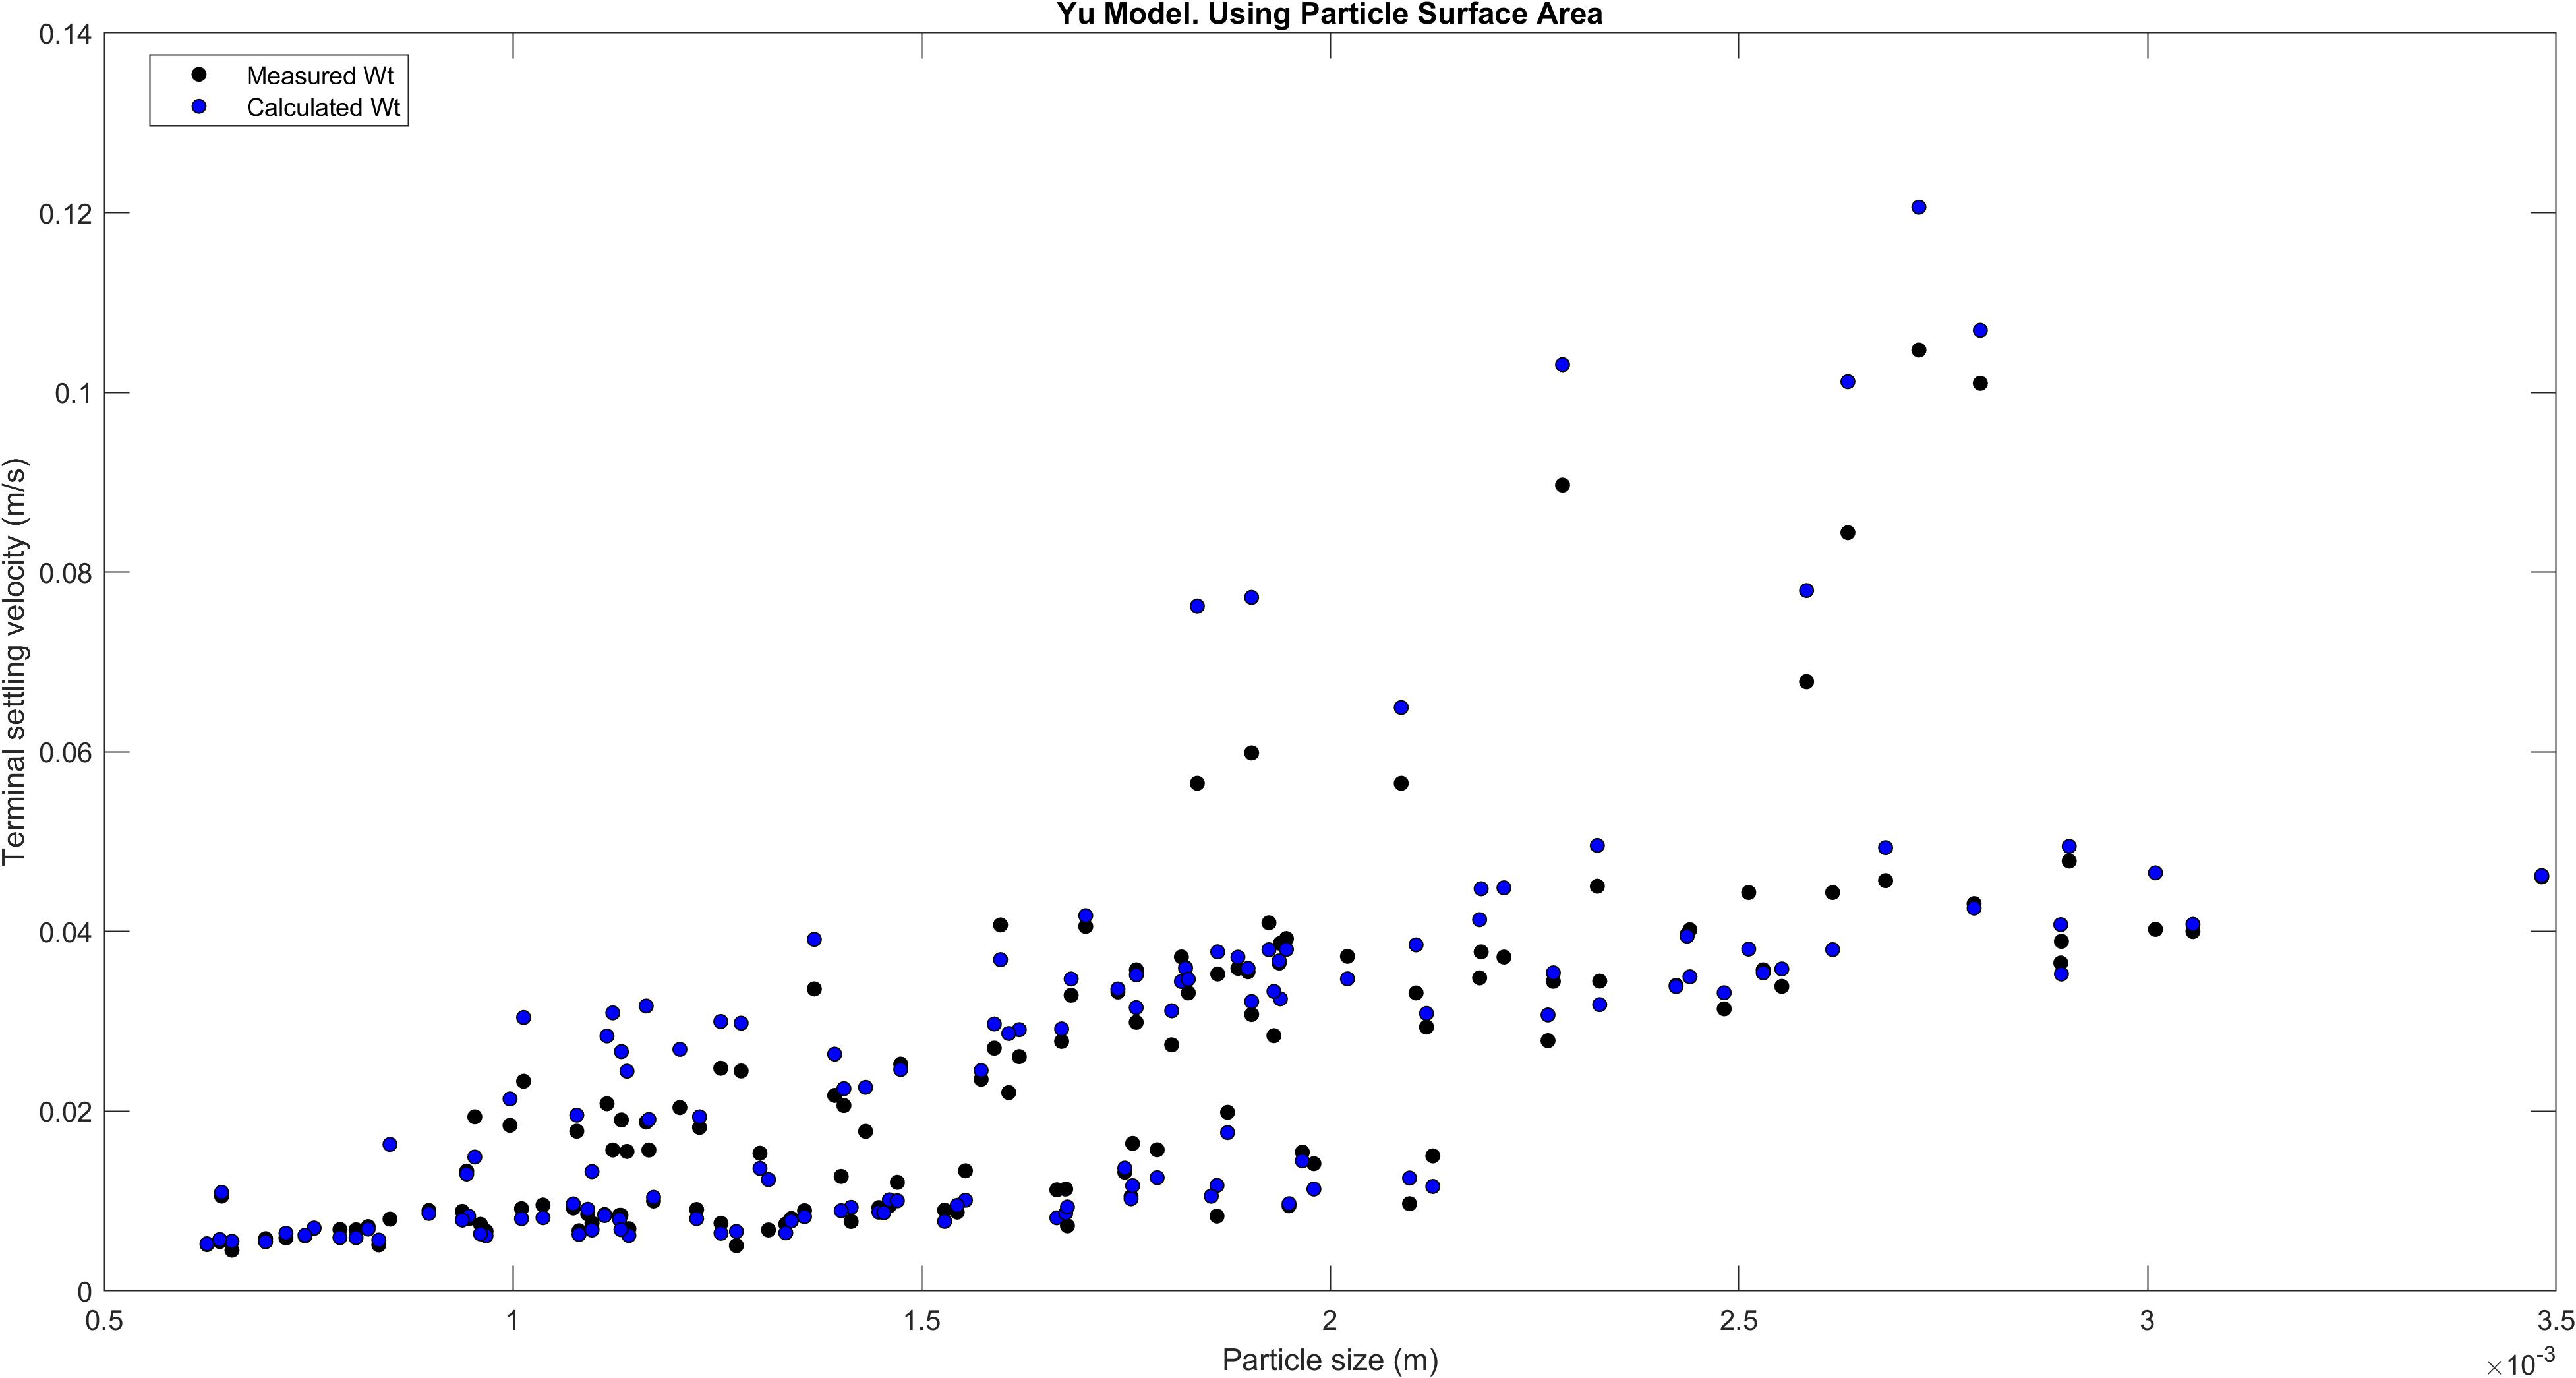 Yu Model. Using Particle Surface Area
Measured Wt
Calculated Wt
0.14
0.12
0.1
0.08
0.06
0.04
0.02
0
Terminal settling velocity (m/s)
0.5 1 1.5 2 2.5 3 3.5
Particle size (m)
×10⁻³